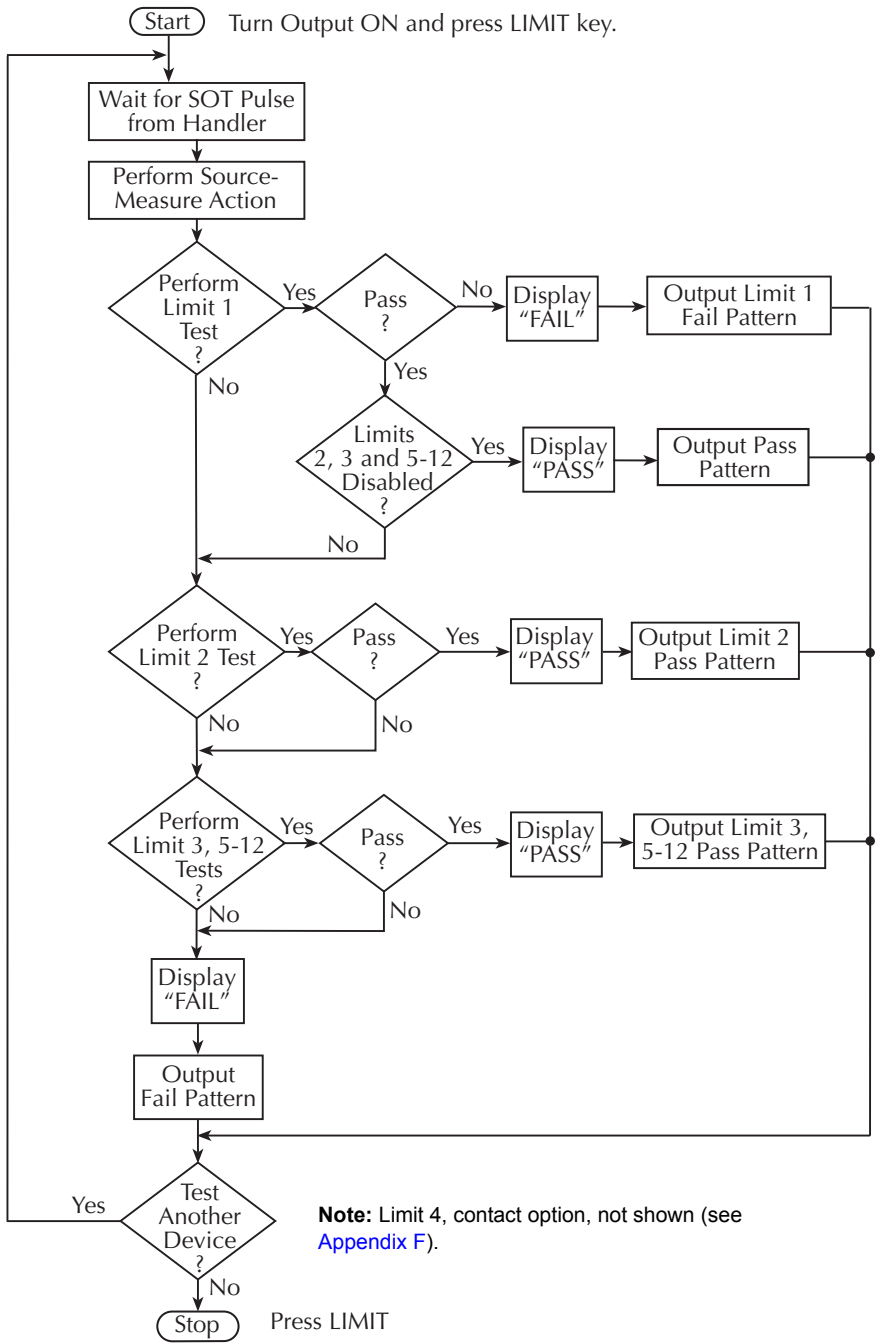 Start
Turn Output ON and press LIMIT key.
Wait for SOT Pulse
from Handler
Perform Source-
Measure Action
Perform
Limit 1
Test
?
Yes
Pass
?
No
Display
“FAIL”
Output Limit 1
Fail Pattern
No
Yes
Limits
2, 3 and 5-12
Disabled
?
Yes
Display
“PASS”
Output Pass
Pattern
No
Perform
Limit 2 Test
?
Yes
Pass
?
Yes
Display
“PASS”
Output Limit 2
Pass Pattern
No
No
Perform
Limit 3, 5-12
Tests
?
Yes
Pass
?
Yes
Display
“PASS”
Output Limit 3,
5-12 Pass Pattern
No
No
Display
“FAIL”
Output
Fail Pattern
Test
Another
Device
?
Yes
Note: Limit 4, contact option, not shown (see
Appendix F).
No
Stop
Press LIMIT